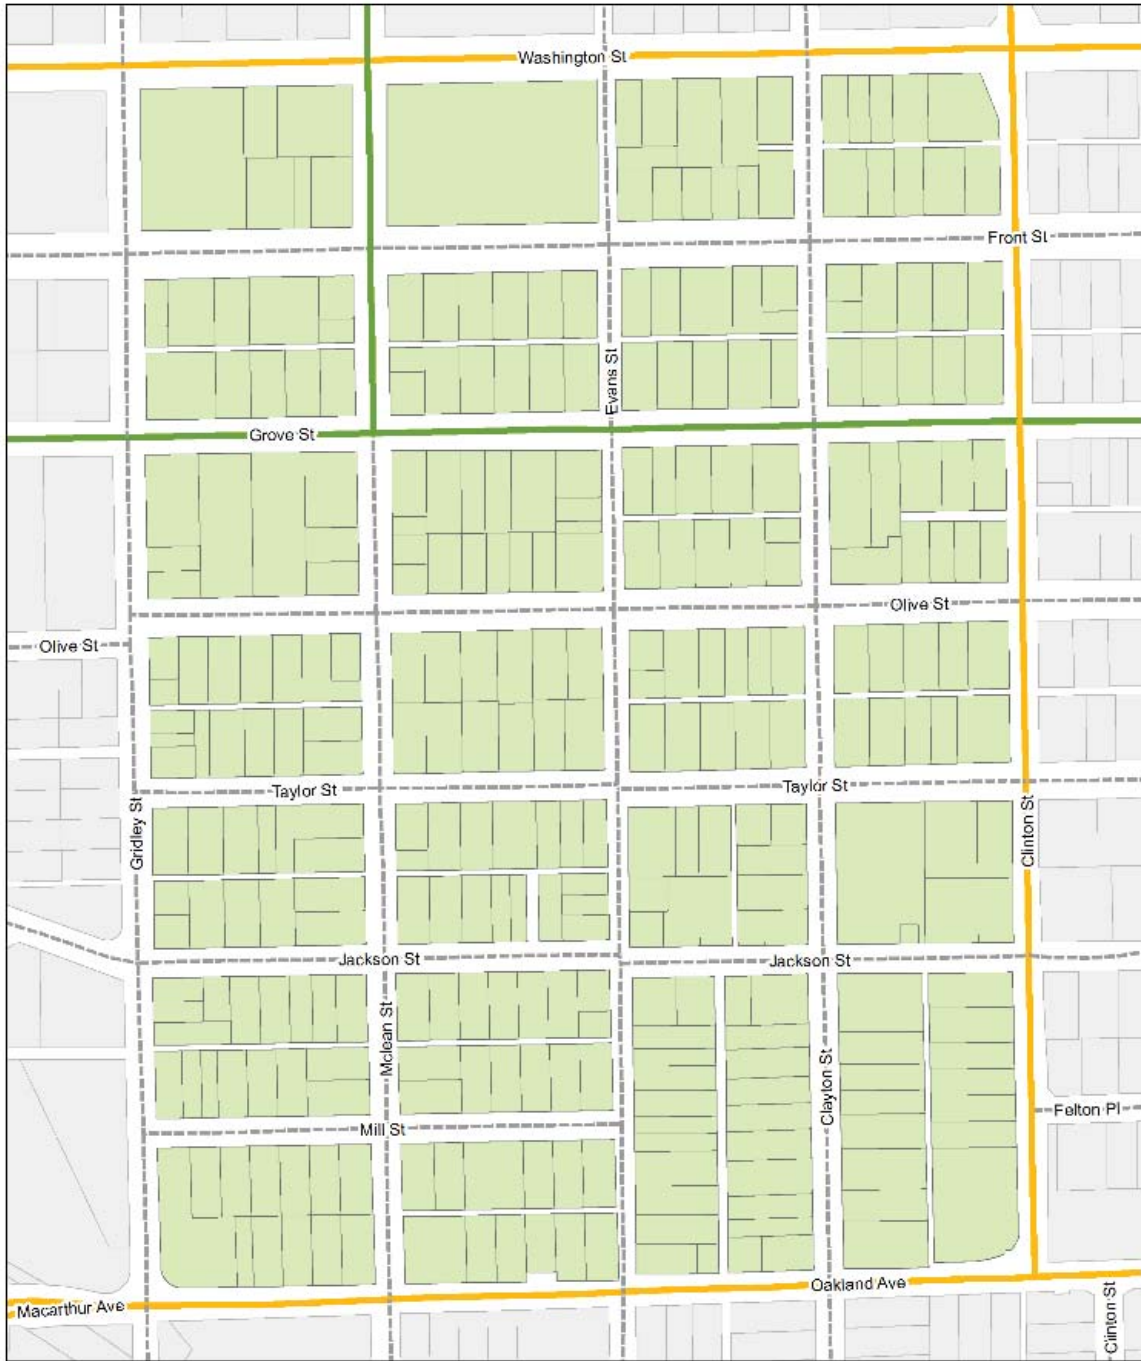 Washington St
Front St
Evans St
Grove St
Olive St
Olive St
Taylor St
Taylor St
Gridley St
Clinton St
Jackson St
Jackson St
Mclean St
Clayton St
Felton Pl
Mill St
Oakland Ave
Macarthur Ave
Clinton St